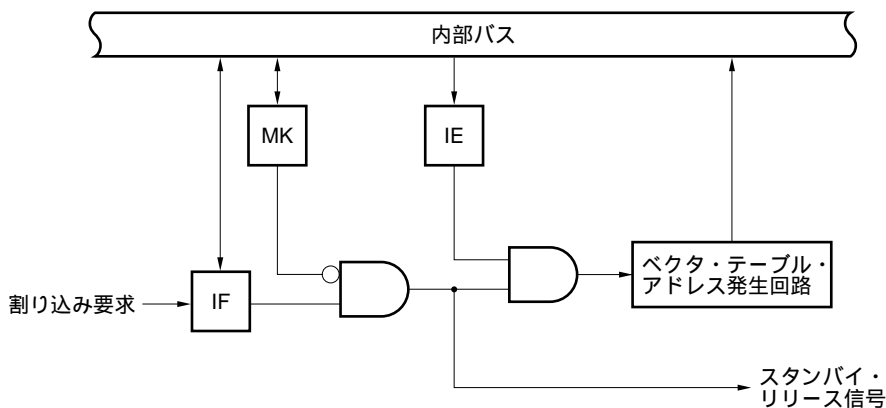 内部バス
MK
IE
ベクタ・テーブル・
アドレス発生回路
割り込み要求
IF
スタンバイ・
リリース信号